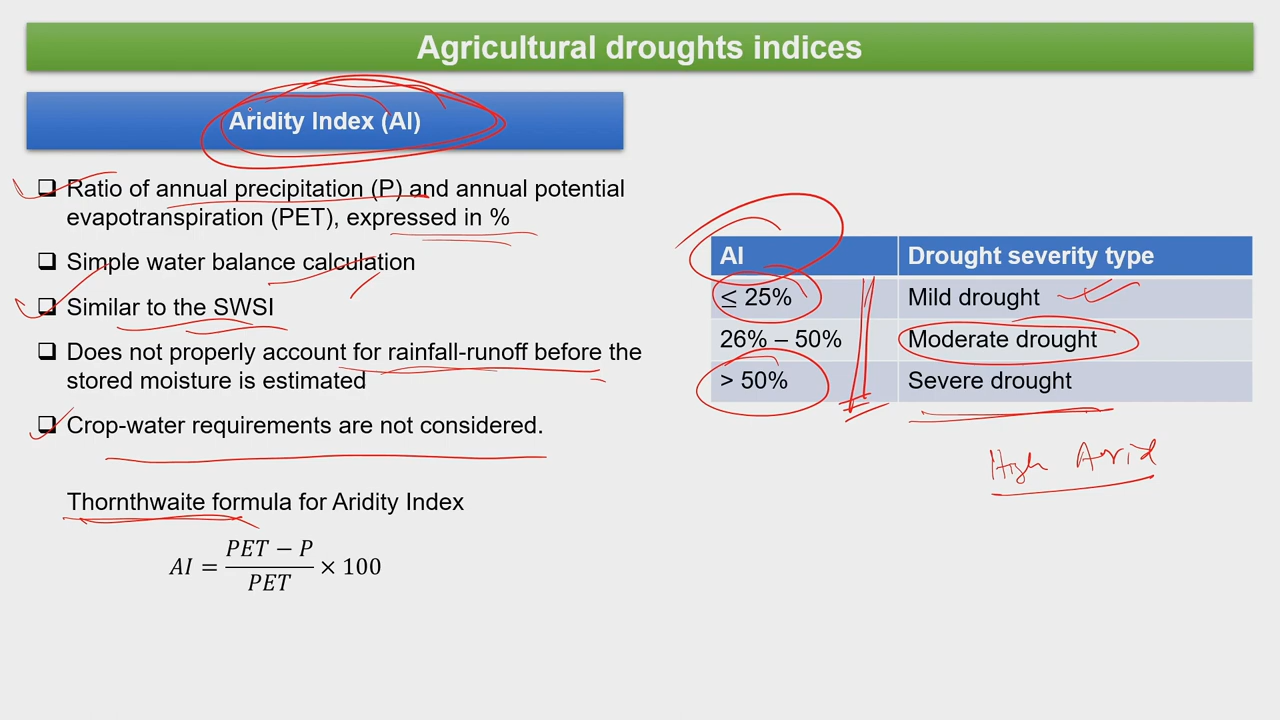 Agricultural droughts indices
Aridity Index (AI)
❑ Ratio of annual precipitation (P) and annual potential
evapotranspiration (PET), expressed in %
❑ Simple water balance calculation
❑ Similar to the SWSI
❑ Does not properly account for rainfall-runoff before the
stored moisture is estimated
❑ Crop-water requirements are not considered.
Thornthwaite formula for Aridity Index
AI = (PET − P)/PET × 100
AI Drought severity type
≤ 25% Mild drought
26% – 50% Moderate drought
> 50% Severe drought
High Arid